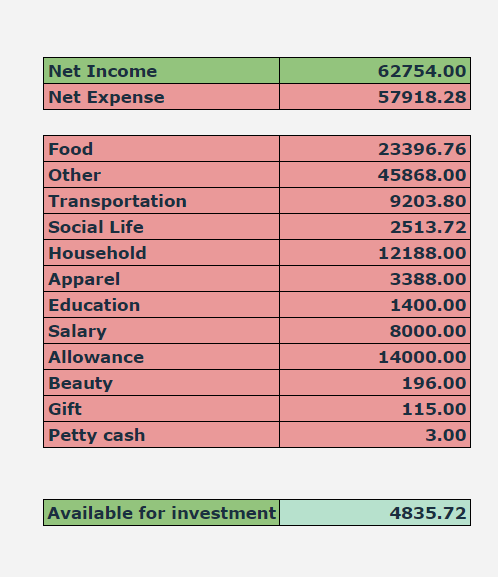 Net Income 62754.00
Net Expense 57918.28
Food 23396.76
Other 45868.00
Transportation 9203.80
Social Life 2513.72
Household 12188.00
Apparel 3388.00
Education 1400.00
Salary 8000.00
Allowance 14000.00
Beauty 196.00
Gift 115.00
Petty cash 3.00
Available for investment 4835.72